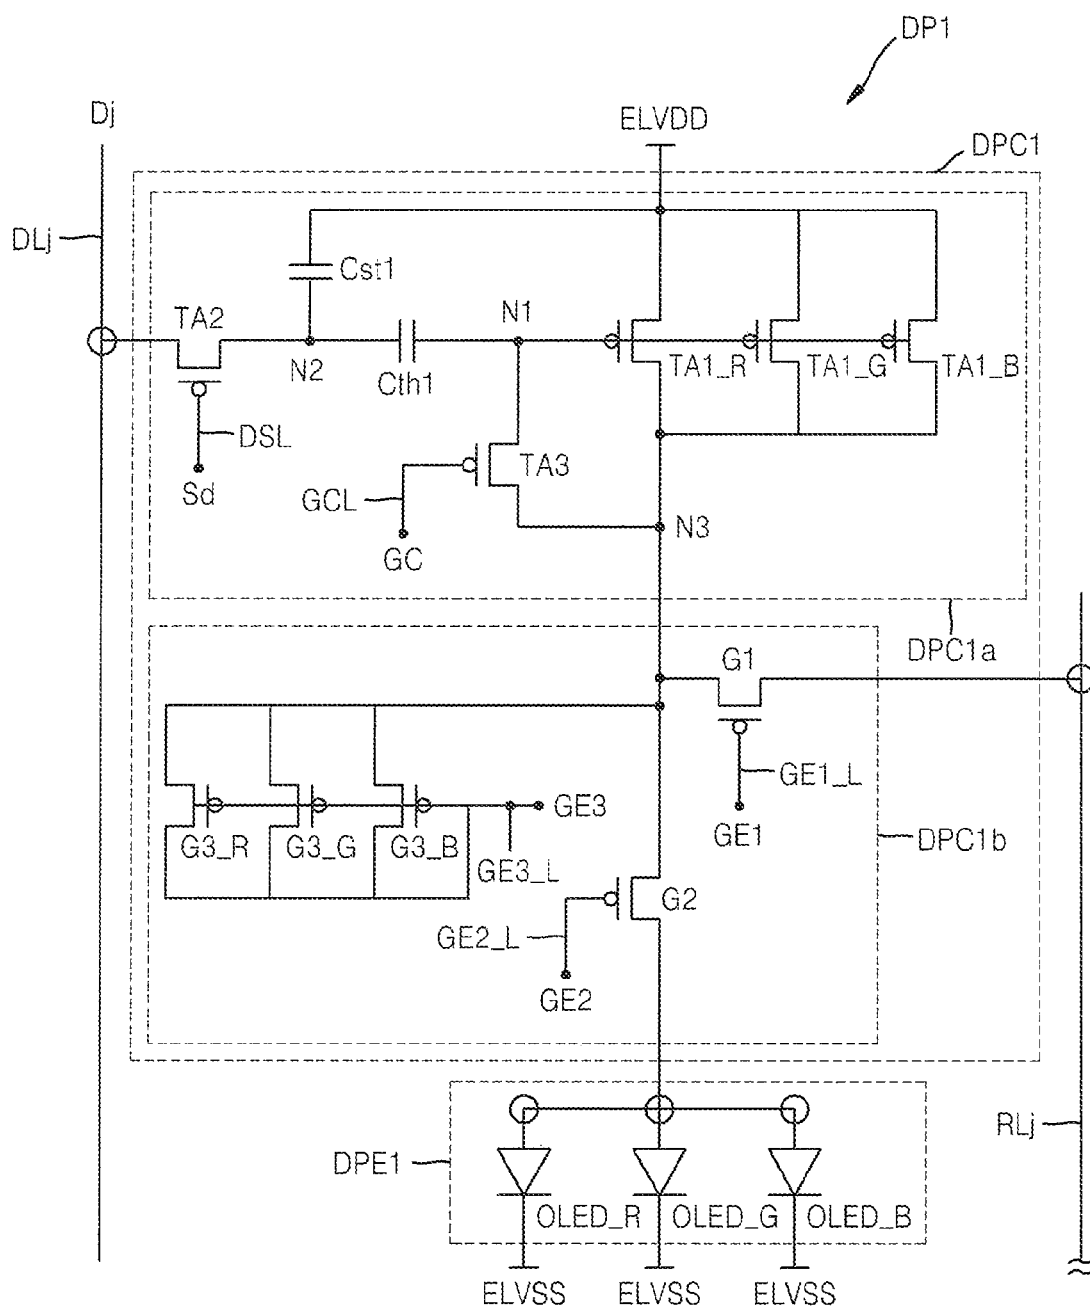 DP1
Dj
ELVDD
DPC1
DLj
Cst1
TA2
N1
N2
Cth1
TA1_R
TA1_G
TA1_B
DSL
TA3
Sd
GCL
N3
GC
DPC1a
G1
GE1_L
GE3
G3_R
G3_G
G3_B
GE1
DPC1b
GE3_L
G2
GE2_L
GE2
RLj
DPE1
OLED_R
OLED_G
OLED_B
ELVSS
ELVSS
ELVSS